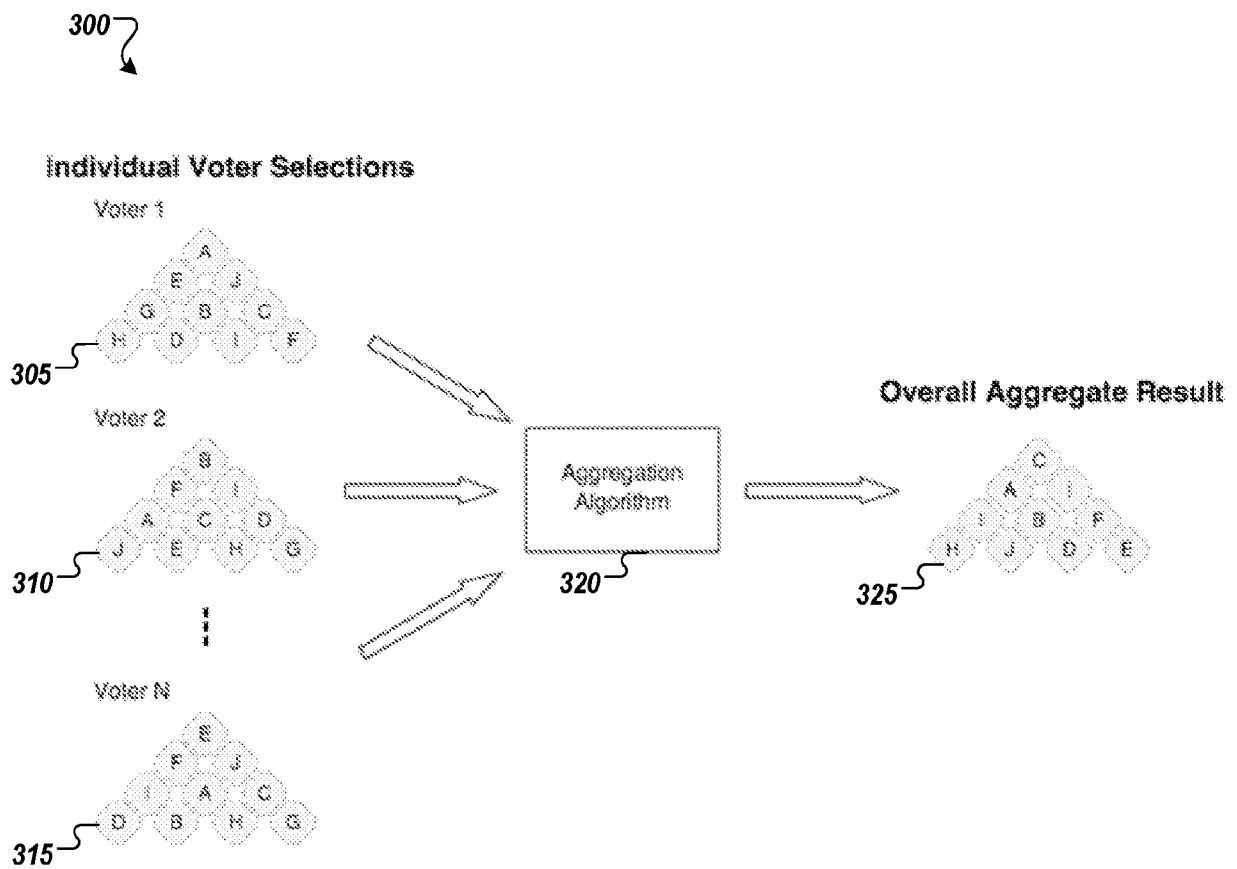 300
Individual Voter Selections
Voter 1
A
E J
G B C
H D I F
305
Voter 2
B
F I
A C D
J E H G
310
Voter N
E
F J
I A C
D B H G
315
Aggregation
Algorithm
320
Overall Aggregate Result
C
A I
I B F
H J D E
325